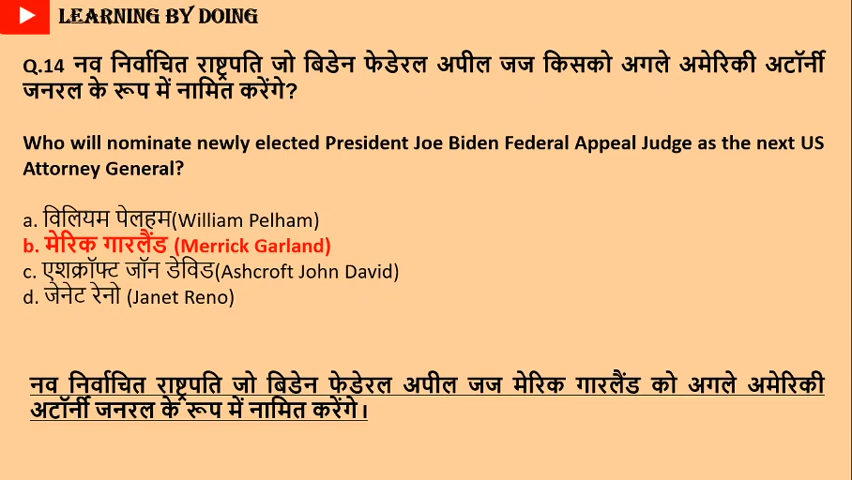 LEARNING BY DOING
Q.14 नव निर्वाचित राष्ट्रपति जो बिडेन फेडेरल अपील जज किसको अगले अमेरिकी अटॉर्नी
जनरल के रूप में नामित करेंगे?
Who will nominate newly elected President Joe Biden Federal Appeal Judge as the next US
Attorney General?
a. विलियम पेलहम(William Pelham)
b. मेरिक गारलैंड (Merrick Garland)
c. एशक्रॉफ्ट जॉन डेविड(Ashcroft John David)
d. जेनेट रेनो (Janet Reno)
नव निर्वाचित राष्ट्रपति जो बिडेन फेडेरल अपील जज मेरिक गारलैंड को अगले अमेरिकी
अटॉर्नी जनरल के रूप में नामित करेंगे।